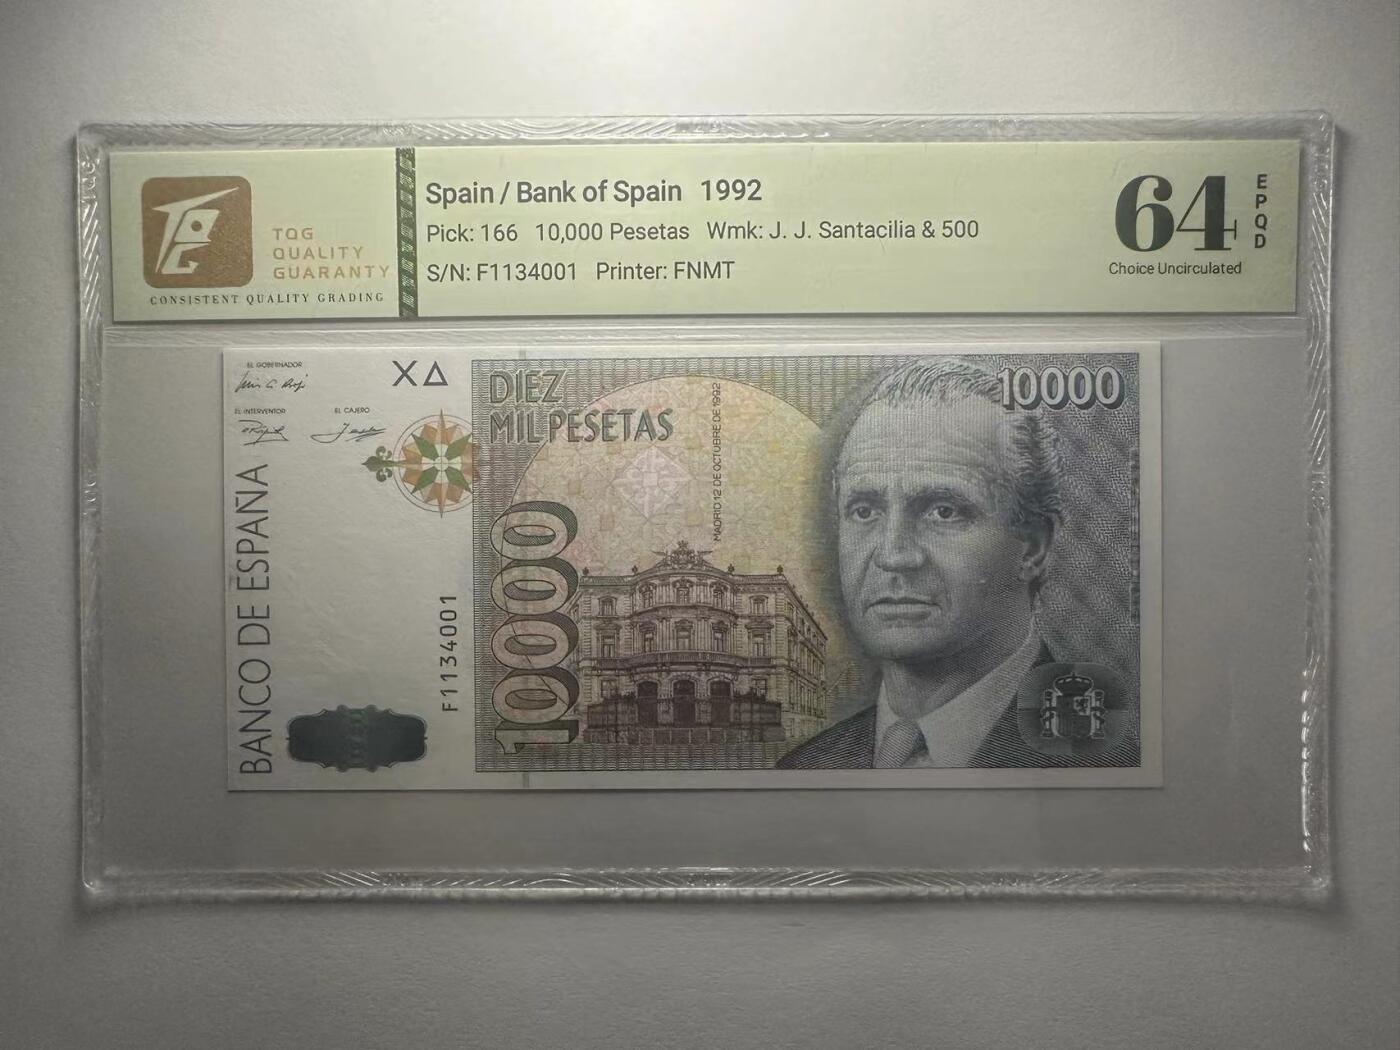 TQG
QUALITY
GUARANTY
CONSISTENT QUALITY GRADING
Spain / Bank of Spain 1992
Pick: 166 10,000 Pesetas Wmk: J. J. Santacilia & 500
S/N: F1134001 Printer: FNMT
64
EPQD
Choice Uncirculated
EL GOBERNADOR
EL INTERVENTOR EL CAJERO
XΔ
BANCO DE ESPAÑA
F1134001
DIEZ
MIL PESETAS
10000
MADRID 12 DE OCTUBRE DE 1992
10000